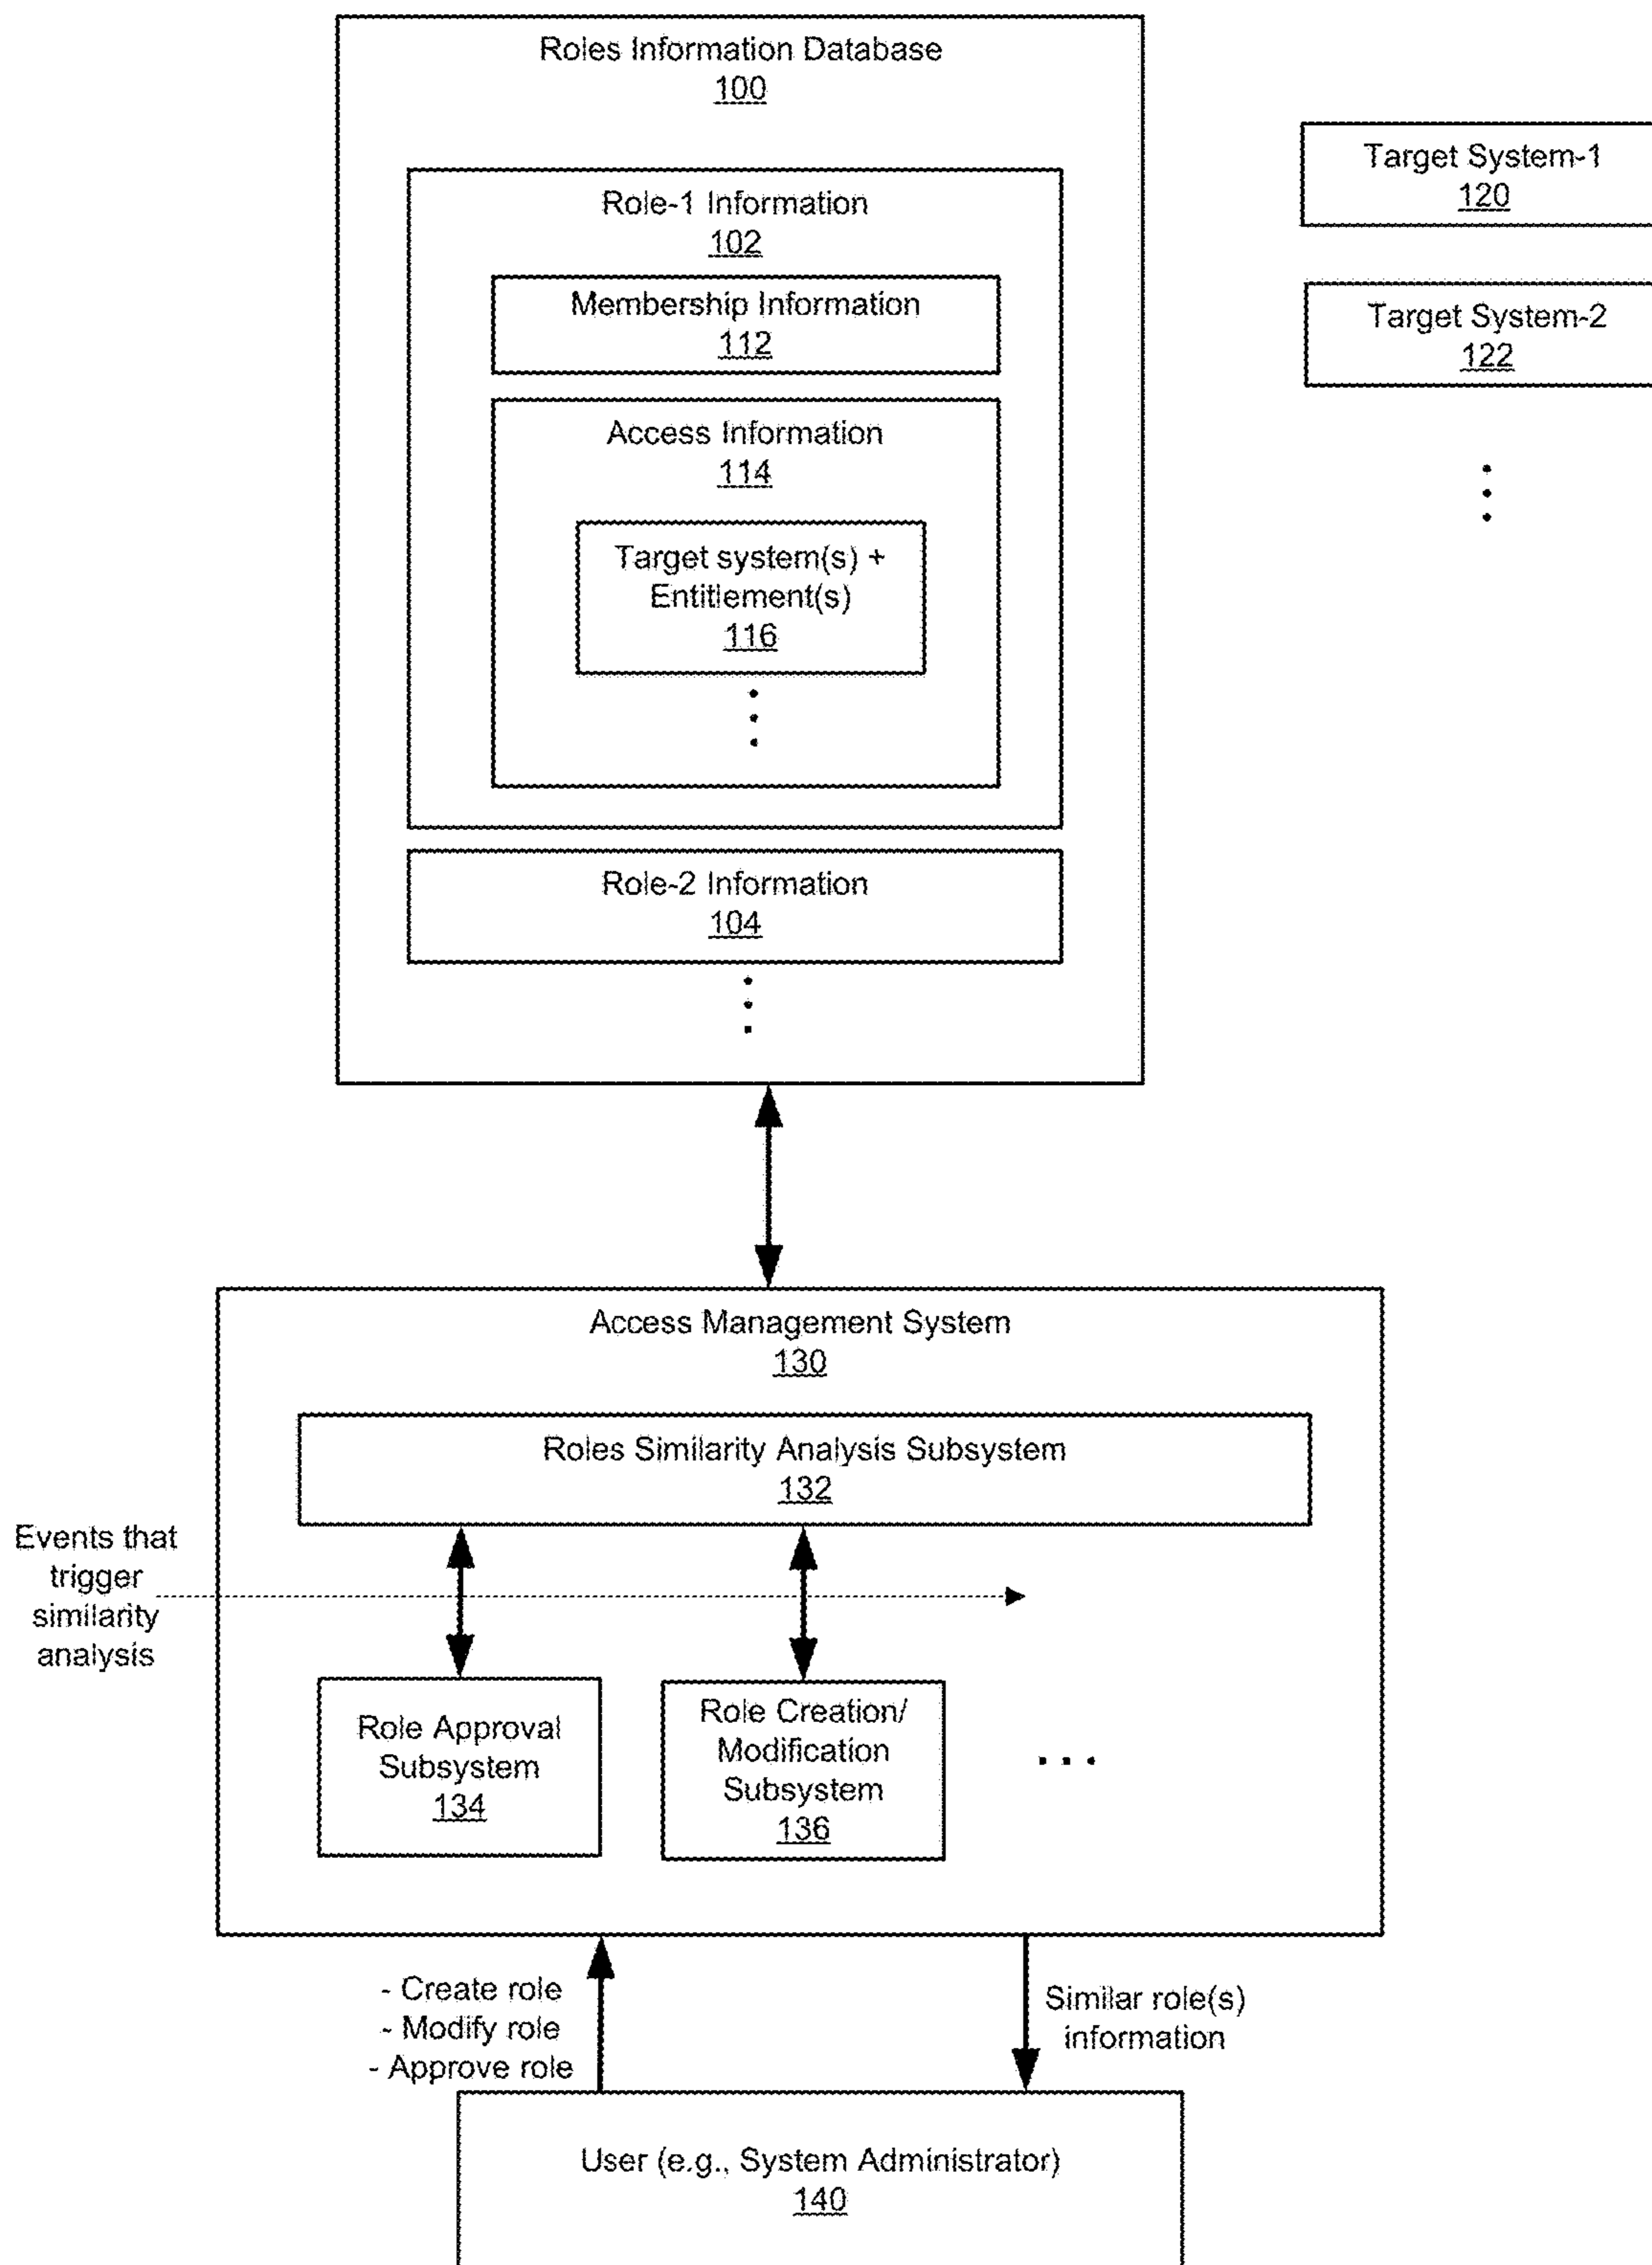 Roles Information Database
100
Role-1 Information
102
Membership Information
112
Access Information
114
Target system(s) +
Entitlement(s)
116
Role-2 Information
104
Target System-1
120
Target System-2
122
Access Management System
130
Roles Similarity Analysis Subsystem
132
Events that
trigger
similarity
analysis
Role Approval
Subsystem
134
Role Creation/
Modification
Subsystem
136
- Create role
- Modify role
- Approve role
Similar role(s)
information
User (e.g., System Administrator)
140